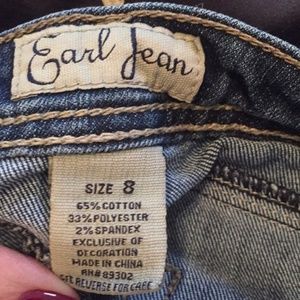 Earl Jean
SIZE 8
65% COTTON
33% POLYESTER
2% SPANDEX
EXCLUSIVE OF
DECORATION
MADE IN CHINA
RN# 89302
SEE REVERSE FOR CARE